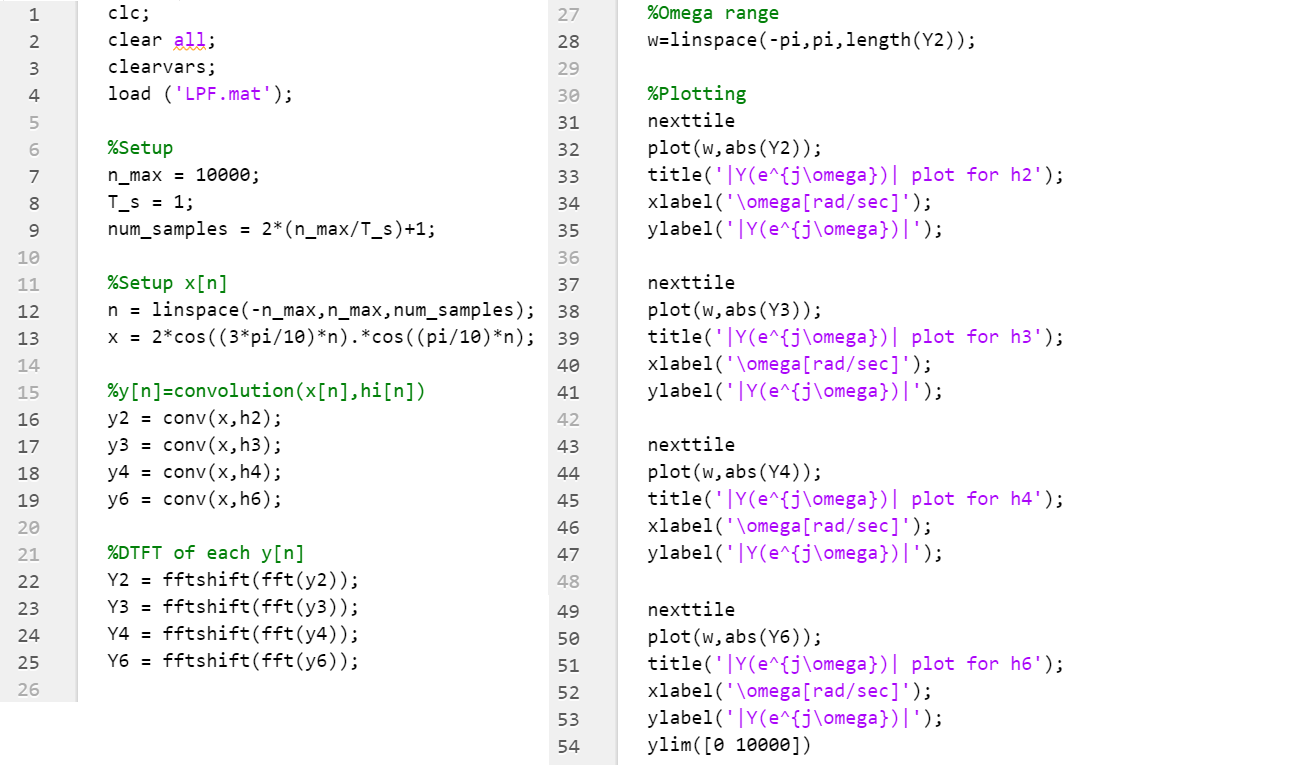 1 clc;
2 clear all;
3 clearvars;
4 load ('LPF.mat');
5
6 %Setup
7 n_max = 10000;
8 T_s = 1;
9 num_samples = 2*(n_max/T_s)+1;
10
11 %Setup x[n]
12 n = linspace(-n_max,n_max,num_samples);
13 x = 2*cos((3*pi/10)*n).*cos((pi/10)*n);
14
15 %y[n]=convolution(x[n],hi[n])
16 y2 = conv(x,h2);
17 y3 = conv(x,h3);
18 y4 = conv(x,h4);
19 y6 = conv(x,h6);
20
21 %DTFT of each y[n]
22 Y2 = fftshift(fft(y2));
23 Y3 = fftshift(fft(y3));
24 Y4 = fftshift(fft(y4));
25 Y6 = fftshift(fft(y6));
26
27 %Omega range
28 w=linspace(-pi,pi,length(Y2));
29
30 %Plotting
31 nexttile
32 plot(w,abs(Y2));
33 title('|Y(e^{j\omega})| plot for h2');
34 xlabel('\omega[rad/sec]');
35 ylabel('|Y(e^{j\omega})|');
36
37 nexttile
38 plot(w,abs(Y3));
39 title('|Y(e^{j\omega})| plot for h3');
40 xlabel('\omega[rad/sec]');
41 ylabel('|Y(e^{j\omega})|');
42
43 nexttile
44 plot(w,abs(Y4));
45 title('|Y(e^{j\omega})| plot for h4');
46 xlabel('\omega[rad/sec]');
47 ylabel('|Y(e^{j\omega})|');
48
49 nexttile
50 plot(w,abs(Y6));
51 title('|Y(e^{j\omega})| plot for h6');
52 xlabel('\omega[rad/sec]');
53 ylabel('|Y(e^{j\omega})|');
54 ylim([0 10000])